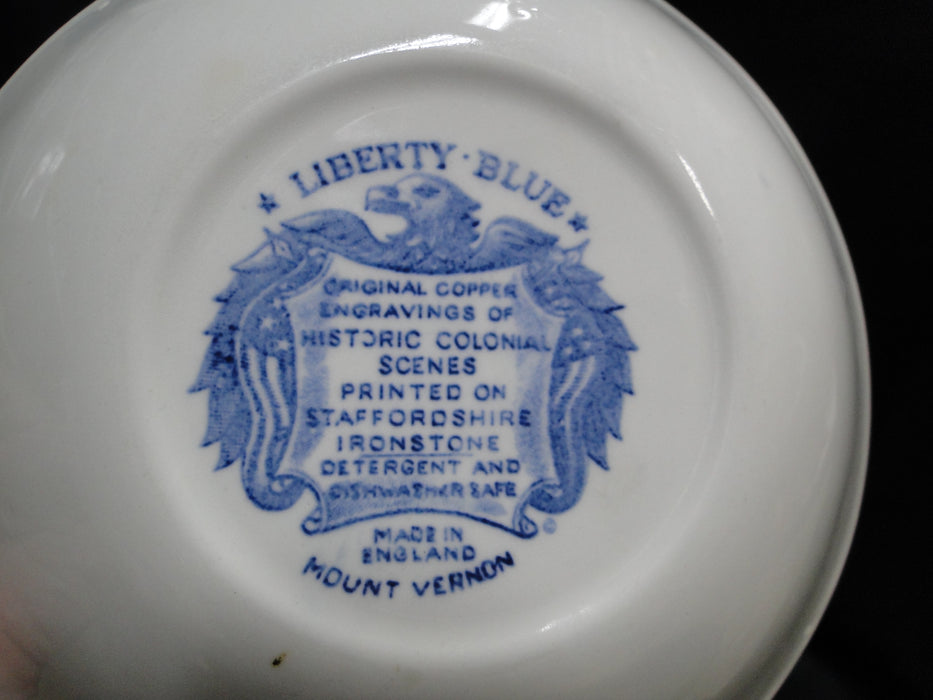 ★ LIBERTY · BLUE ★
ORIGINAL COPPER
ENGRAVINGS OF
HISTORIC COLONIAL
SCENES
PRINTED ON
STAFFORDSHIRE
IRONSTONE
DETERGENT AND
DISHWASHER SAFE
®
MADE IN
ENGLAND
MOUNT VERNON